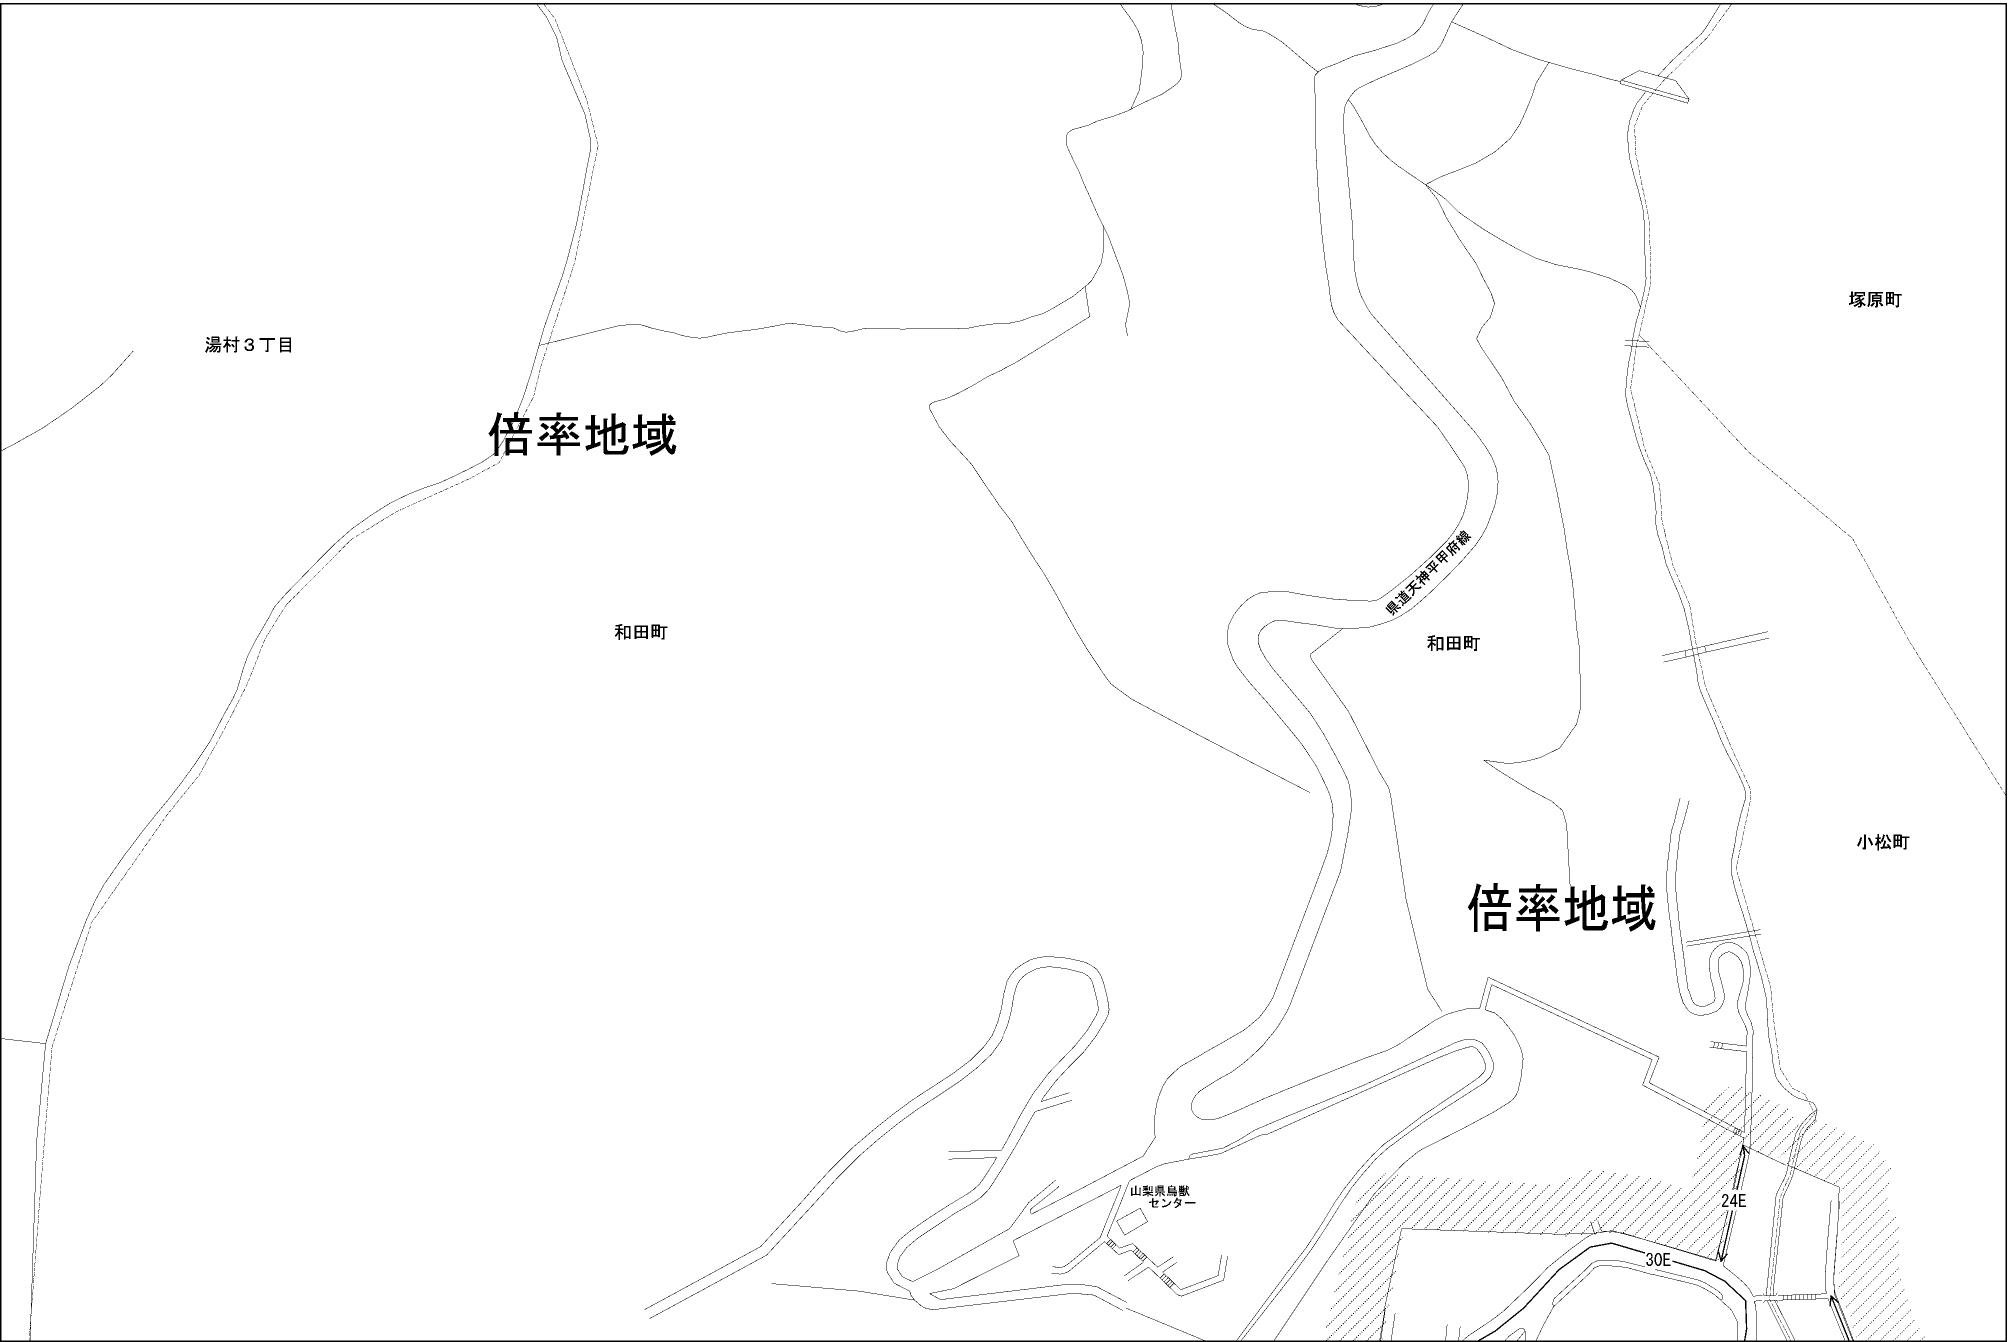 塚原町
湯村３丁目
倍率地域
県道天神平甲府線
和田町
和田町
小松町
倍率地域
山梨県鳥獣
センター
24E
30E